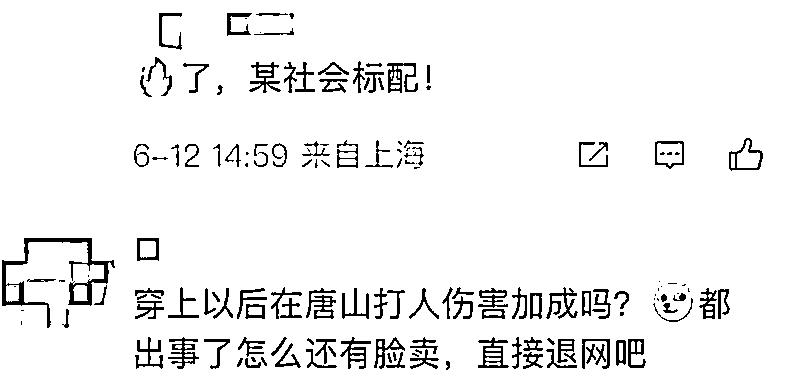 了，某社会标配！
6-12 14:59 来自上海
穿上以后在唐山打人伤害加成吗？都
出事了怎么还有脸卖，直接退网吧